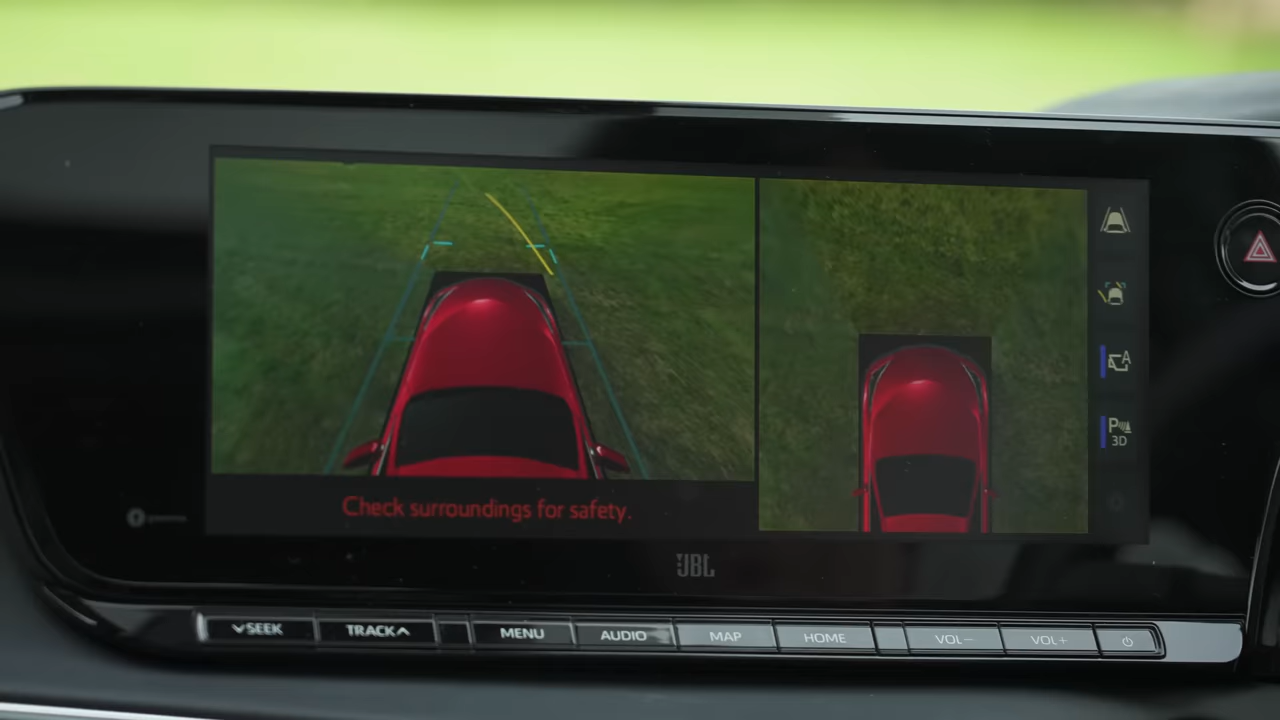 A
P
3D
Check surroundings for safety.
JBL
SEEK
TRACK
MENU
AUDIO
MAP
HOME
VOL−
VOL+